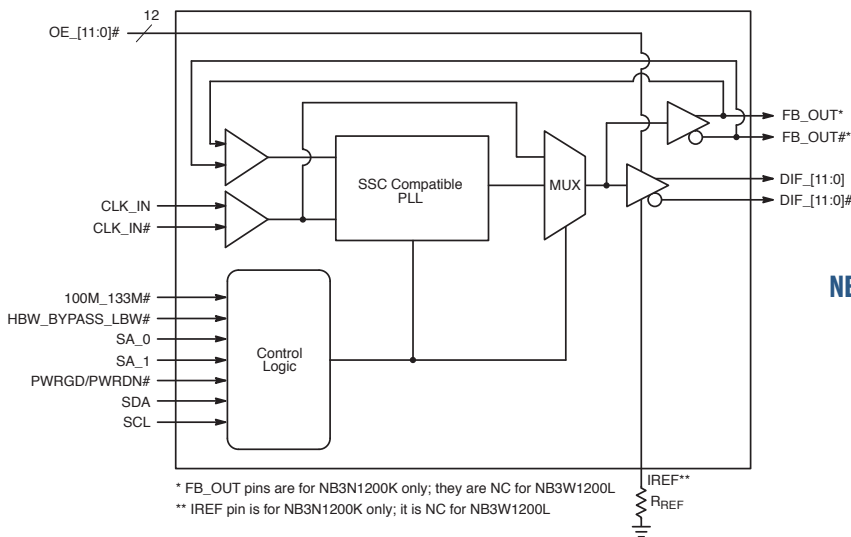 12
OE_[11:0]#
FB_OUT*
FB_OUT#*
SSC Compatible
PLL
MUX
DIF_[11:0]
DIF_[11:0]#
CLK_IN
CLK_IN#
NB
100M_133M#
HBW_BYPASS_LBW#
SA_0
SA_1
PWRGD/PWRDN#
SDA
SCL
Control
Logic
IREF**
RREF
* FB_OUT pins are for NB3N1200K only; they are NC for NB3W1200L
** IREF pin is for NB3N1200K only; it is NC for NB3W1200L